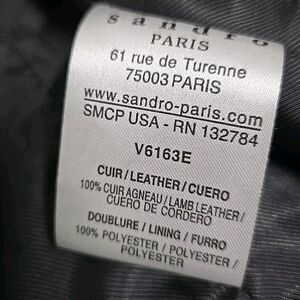 sandro
PARIS
61 rue de Turenne
75003 PARIS
www.sandro-paris.com
SMCP USA - RN 132784
V6163E
CUIR / LEATHER / CUERO
100% CUIR AGNEAU / LAMB LEATHER /
CUERO DE CORDERO
DOUBLURE / LINING / FURRO
100% POLYESTER / POLYESTER /
POLYESTER